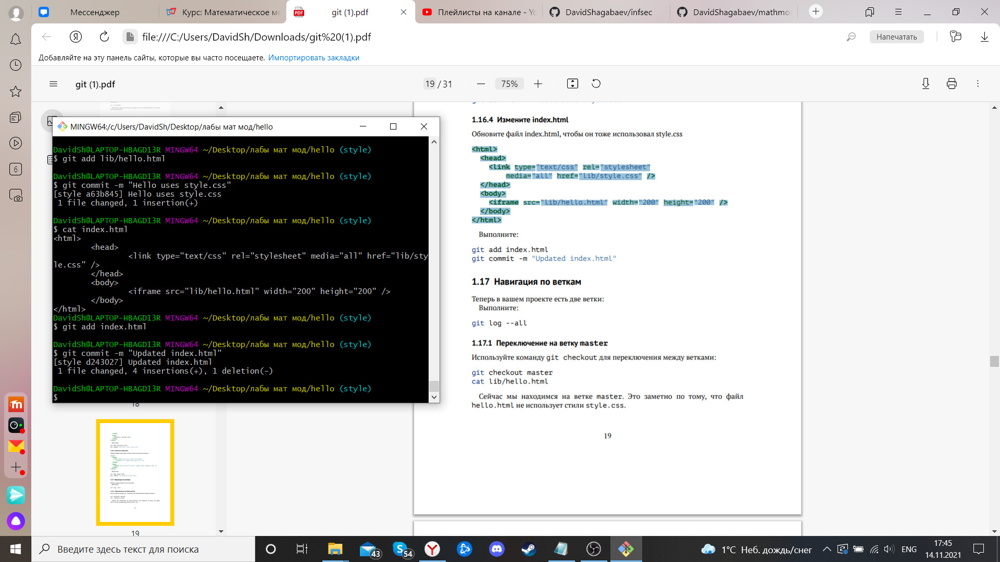 Мессенджер
Курс: Математическое мо
git (1).pdf
Плейлисты на канале - Yo
DavidShagabaev/infsec
DavidShagabaev/mathmo
file:///C:/Users/DavidSh/Downloads/git%20(1).pdf
Напечатать
Добавляйте на эту панель сайты, которые вы часто посещаете. Импортировать закладки
git (1).pdf
19 / 31
75%
6
MINGW64:/c/Users/DavidSh/Desktop/лабы мат мод/hello
DavidSh@LAPTOP-HBAGD13R MINGW64 ~/Desktop/лабы мат мод/hello (style)
$ git add lib/hello.html
DavidSh@LAPTOP-HBAGD13R MINGW64 ~/Desktop/лабы мат мод/hello (style)
$ git commit -m "Hello uses style.css"
[style a63b845] Hello uses style.css
1 file changed, 1 insertion(+)
DavidSh@LAPTOP-HBAGD13R MINGW64 ~/Desktop/лабы мат мод/hello (style)
$ cat index.html
<html>
<head>
<link type="text/css" rel="stylesheet" media="all" href="lib/sty
le.css" />
</head>
<body>
<iframe src="lib/hello.html" width="200" height="200" />
</body>
</html>
DavidSh@LAPTOP-HBAGD13R MINGW64 ~/Desktop/лабы мат мод/hello (style)
$ git add index.html
DavidSh@LAPTOP-HBAGD13R MINGW64 ~/Desktop/лабы мат мод/hello (style)
$ git commit -m "Updated index.html"
[style d243027] Updated index.html
1 file changed, 4 insertions(+), 1 deletion(-)
DavidSh@LAPTOP-HBAGD13R MINGW64 ~/Desktop/лабы мат мод/hello (style)
$
18
19
1.16.4 Измените index.html
Обновите файл index.html, чтобы он тоже использовал style.css
<html>
<head>
<link type="text/css" rel="stylesheet"
media="all" href="lib/style.css" />
</head>
<body>
<iframe src="lib/hello.html" width="200" height="200" />
</body>
</html>
Выполните:
git add index.html
git commit -m "Updated index.html"
1.17 Навигация по веткам
Теперь в вашем проекте есть две ветки:
Выполните:
git log --all
1.17.1 Переключение на ветку master
Используйте команду git checkout для переключения между ветками:
git checkout master
cat lib/hello.html
Сейчас мы находимся на ветке master. Это заметно по тому, что файл
hello.html не использует стили style.css.
19
Введите здесь текст для поиска
43
54
1°C Неб. дождь/снег
ENG
17:45
14.11.2021